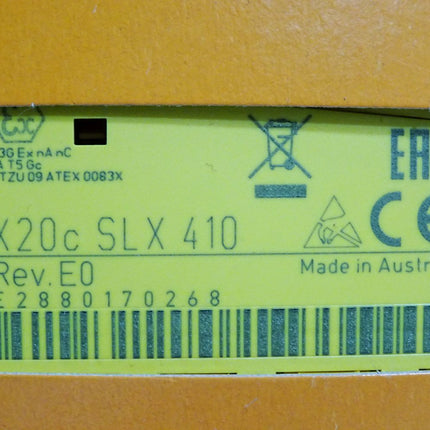 Ex
3G Ex nA nC
A T5 Gc
TZU 09 ATEX 0083X
EAC
CE
X20c SLX 410
Rev. E0
Made in Austr
E2880170268